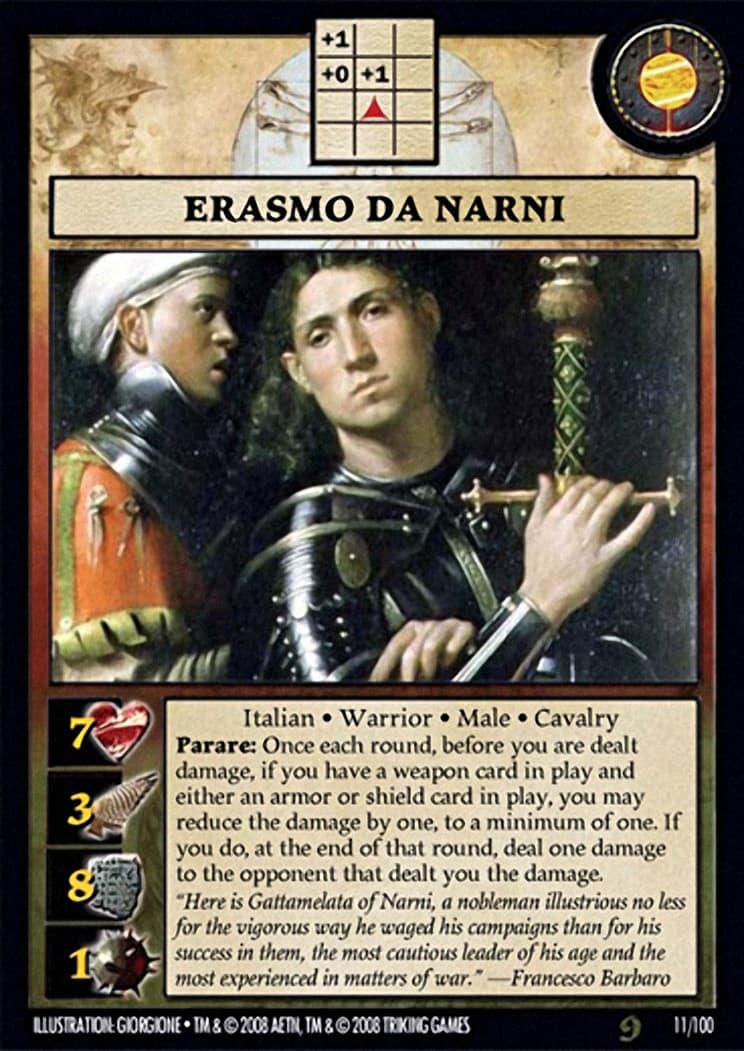 +1
+0 +1
ERASMO DA NARNI
Italian • Warrior • Male • Cavalry
7
Parare: Once each round, before you are dealt
damage, if you have a weapon card in play and
3
either an armor or shield card in play, you may
reduce the damage by one, to a minimum of one. If
you do, at the end of that round, deal one damage
8
to the opponent that dealt you the damage.
"Here is Gattamelata of Narni, a nobleman illustrious no less
for the vigorous way he waged his campaigns than for his
1
success in them, the most cautious leader of his age and the
most experienced in matters of war." —Francesco Barbaro
ILLUSTRATION: GIORGIONE • TM & © 2008 AETN, TM & © 2008 TRIKING GAMES
9
11/100